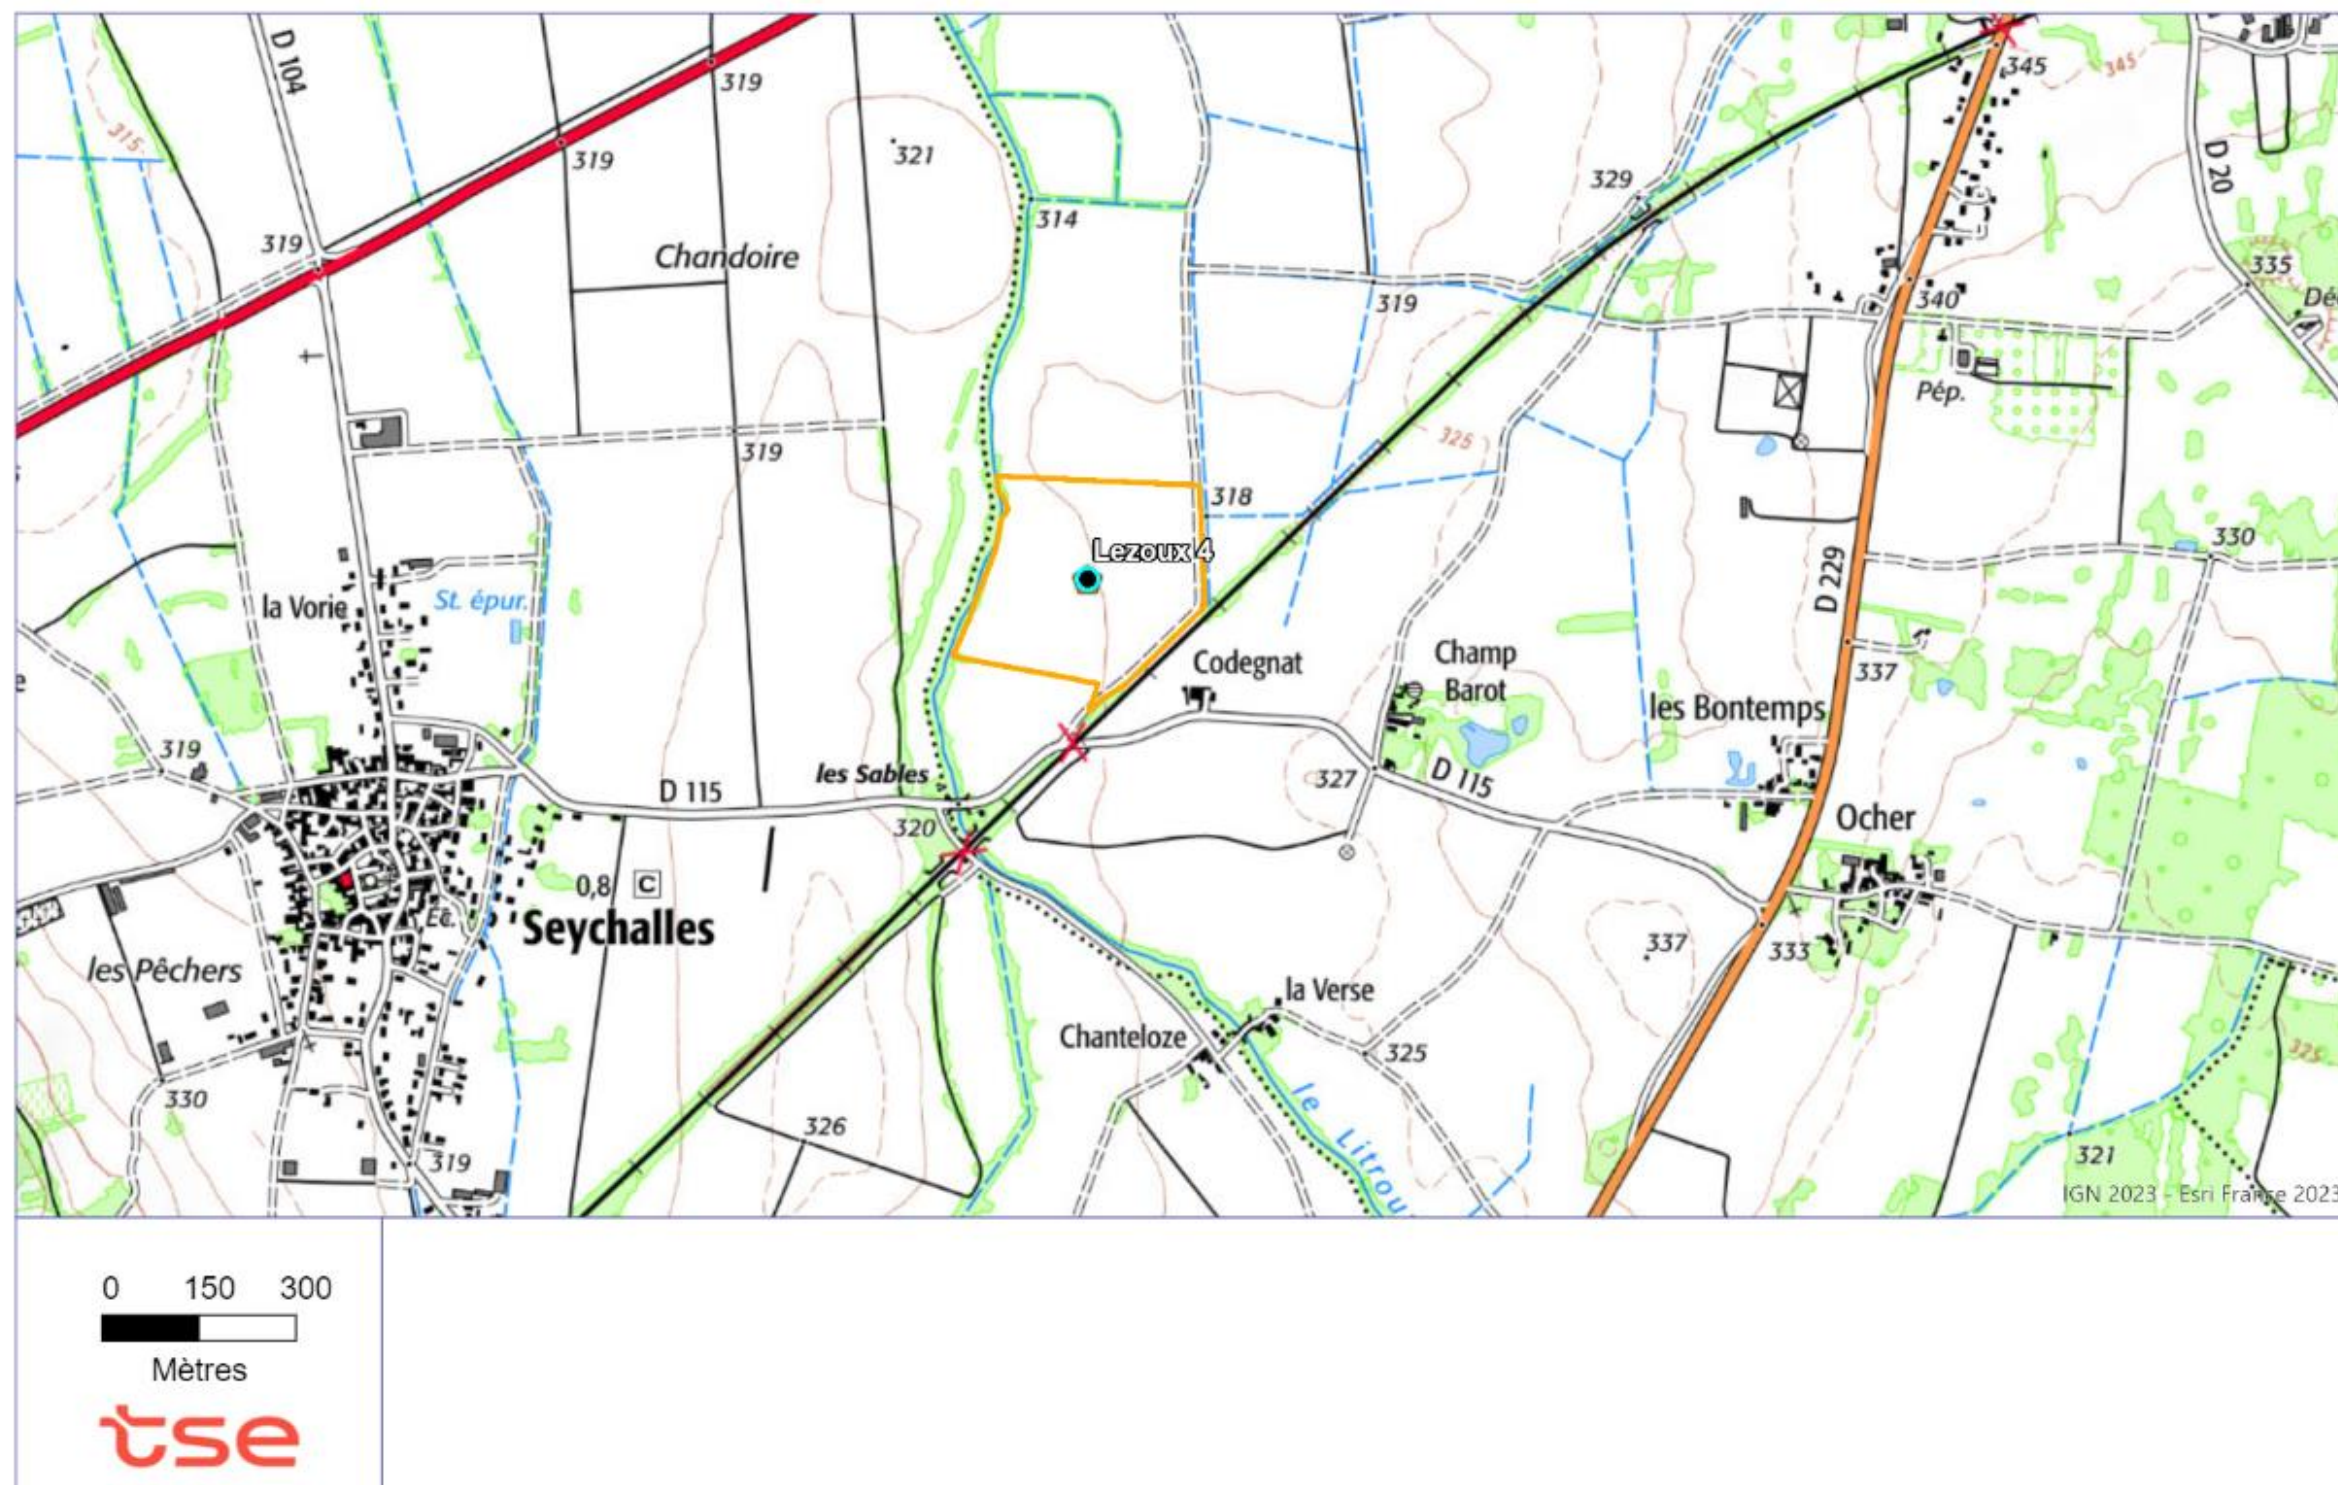 D 104
319
345
345
315
321
319
329
D 20
314
319
Chandoire
335
319
340
Pép.
325
319
318
Lezoux 4
330
la Vorie
St. épur.
D 229
Codegnat
Champ
Barot
337
les Bontemps
319
les Sables
D 115
327
D 115
320
Ocher
0,8 C
Seychalles
Éc.
337
333
les Pêchers
la Verse
Chanteloze
325
325
330
le Litrou
326
319
321
IGN 2023 - Esri France 2023
0 150 300
Mètres
tse